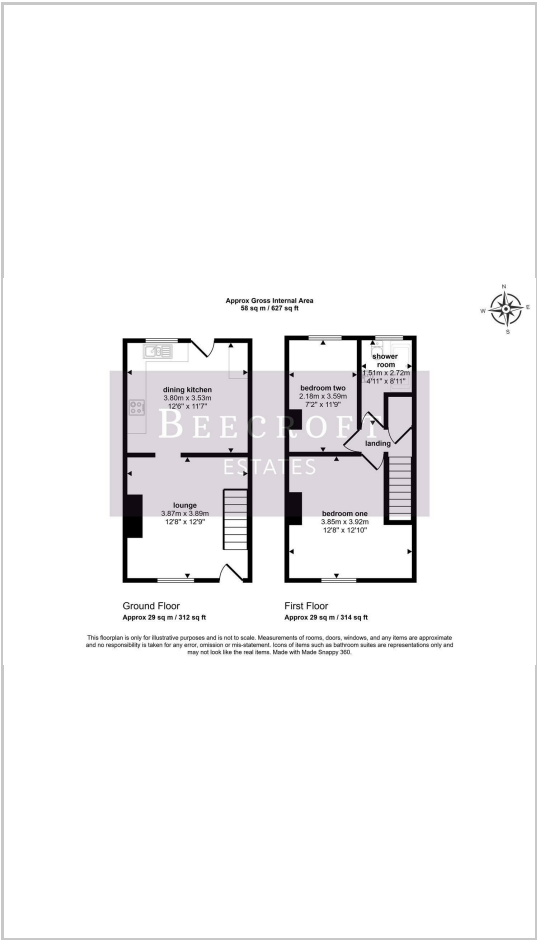 Approx Gross Internal Area
58 sq m / 627 sq ft
N
W
E
S
dining kitchen
3.80m x 3.53m
12'6" x 11'7"
lounge
3.87m x 3.89m
12'8" x 12'9"
bedroom two
2.18m x 3.59m
7'2" x 11'9"
shower
room
1.51m x 2.72m
4'11" x 8'11"
landing
bedroom one
3.85m x 3.92m
12'8" x 12'10"
BEECROFT
ESTATES
Ground Floor
Approx 29 sq m / 312 sq ft
First Floor
Approx 29 sq m / 314 sq ft
This floorplan is only for illustrative purposes and is not to scale. Measurements of rooms, doors, windows, and any items are approximate
and no responsibility is taken for any error, omission or mis-statement. Icons of items such as bathroom suites are representations only and
may not look like the real items. Made with Made Snappy 360.